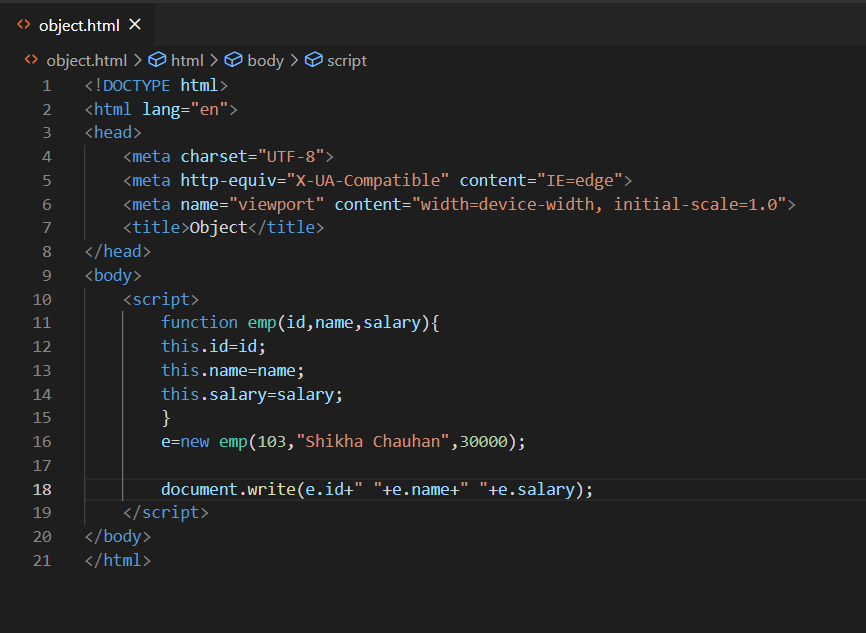 object.html
object.html > html > body > script
1 <!DOCTYPE html>
2 <html lang="en">
3 <head>
4     <meta charset="UTF-8">
5     <meta http-equiv="X-UA-Compatible" content="IE=edge">
6     <meta name="viewport" content="width=device-width, initial-scale=1.0">
7     <title>Object</title>
8 </head>
9 <body>
10     <script>
11         function emp(id,name,salary){
12         this.id=id;
13         this.name=name;
14         this.salary=salary;
15         }
16         e=new emp(103,"Shikha Chauhan",30000);
17
18         document.write(e.id+" "+e.name+" "+e.salary);
19     </script>
20 </body>
21 </html>